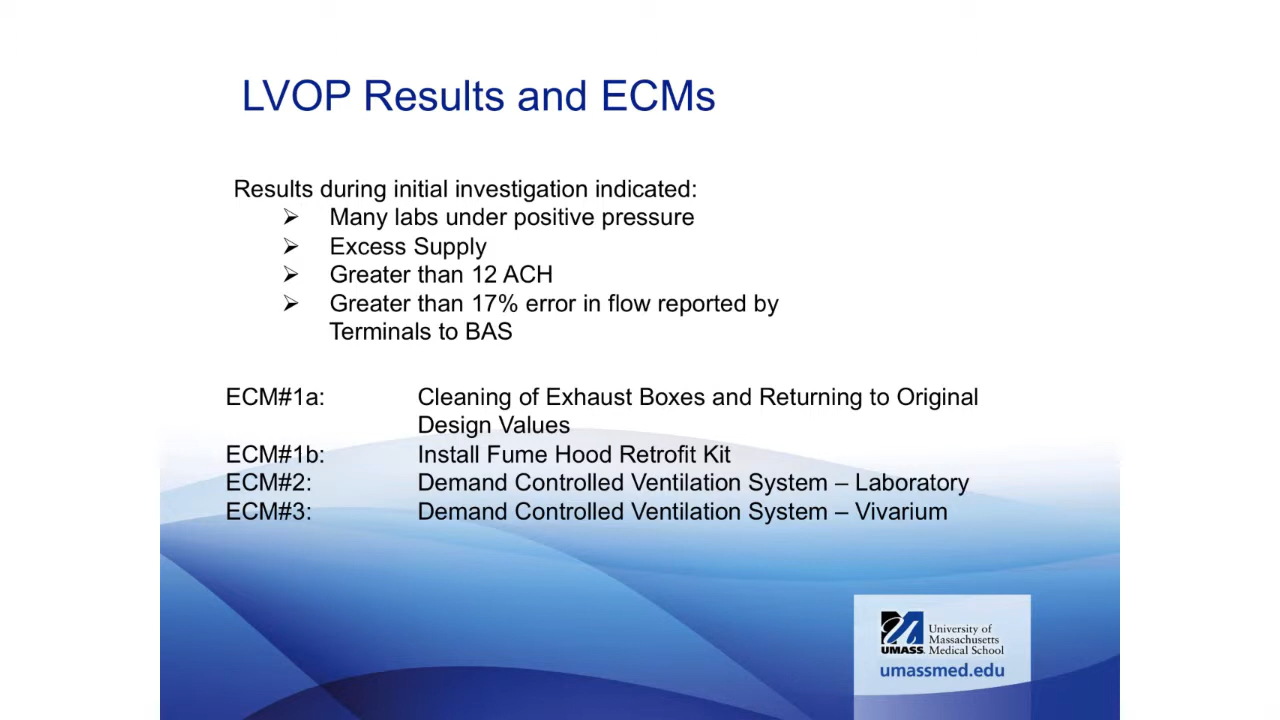 LVOP Results and ECMs
Results during initial investigation indicated:
➢ Many labs under positive pressure
➢ Excess Supply
➢ Greater than 12 ACH
➢ Greater than 17% error in flow reported by
Terminals to BAS
ECM#1a: Cleaning of Exhaust Boxes and Returning to Original
Design Values
ECM#1b: Install Fume Hood Retrofit Kit
ECM#2: Demand Controlled Ventilation System – Laboratory
ECM#3: Demand Controlled Ventilation System – Vivarium
University of
Massachusetts
UMASS. Medical School
umassmed.edu